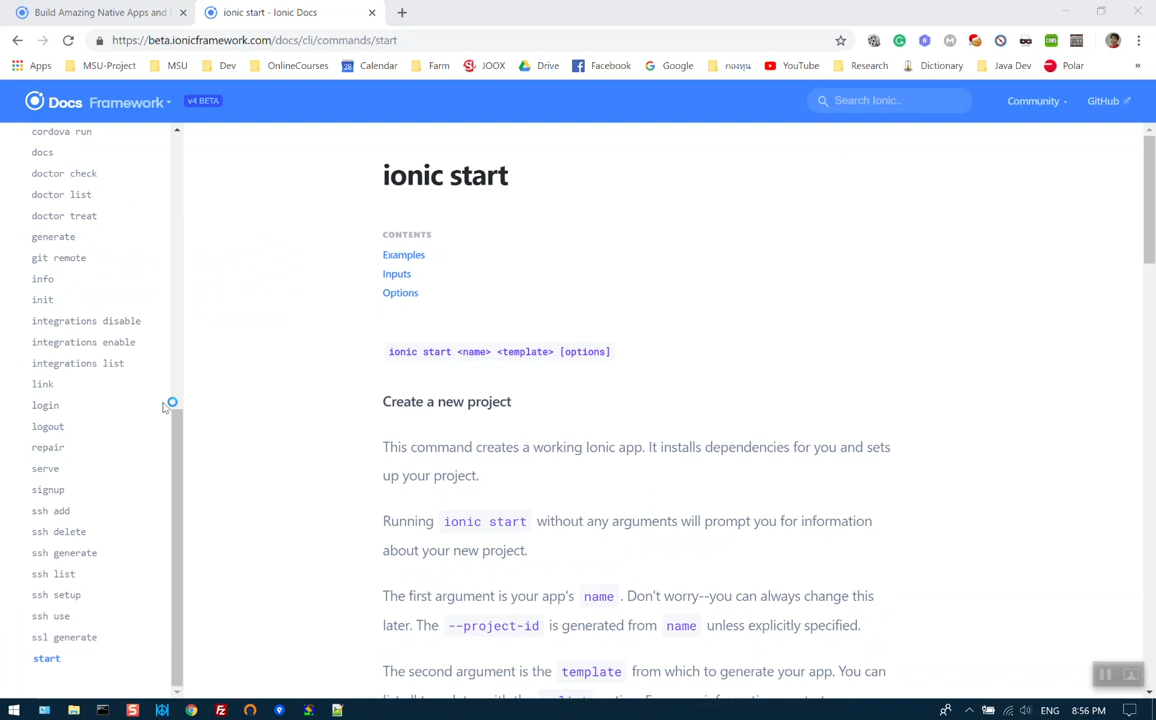 Build Amazing Native Apps and
ionic start - Ionic Docs
https://beta.ionicframework.com/docs/cli/commands/start
Apps
MSU-Project
MSU
Dev
OnlineCourses
28
Calendar
Farm
JOOX
Drive
Facebook
Google
กองทุน
YouTube
Research
Dictionary
Java Dev
Polar
»
Docs Framework
v4 BETA
Search Ionic..
Community
GitHub
cordova run
docs
doctor check
doctor list
doctor treat
generate
git remote
info
init
integrations disable
integrations enable
integrations list
link
login
logout
repair
serve
signup
ssh add
ssh delete
ssh generate
ssh list
ssh setup
ssh use
ssl generate
start
ionic start
CONTENTS
Examples
Inputs
Options
ionic start <name> <template> [options]
Create a new project
This command creates a working Ionic app. It installs dependencies for you and sets
up your project.
Running ionic start without any arguments will prompt you for information
about your new project.
The first argument is your app's name . Don't worry--you can always change this
later. The --project-id is generated from name unless explicitly specified.
The second argument is the template from which to generate your app. You can
ENG
8:56 PM